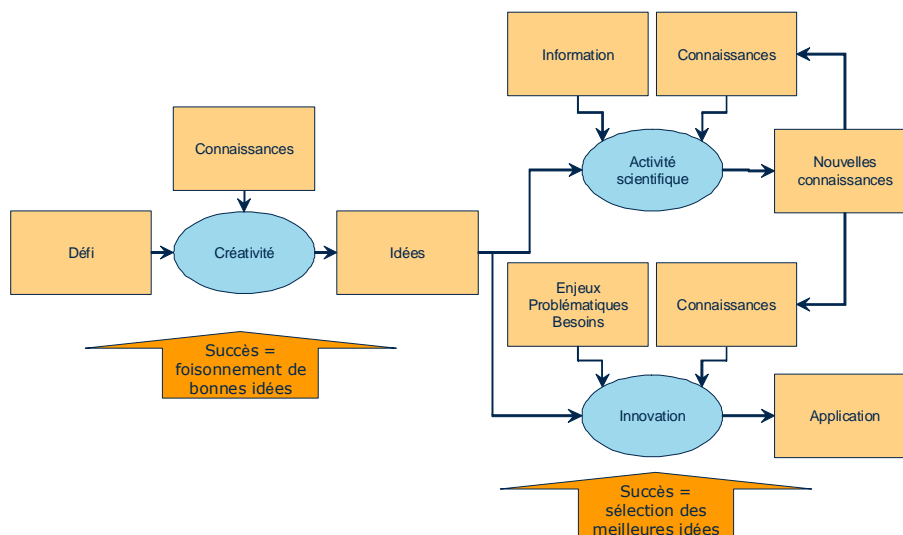 Information
Connaissances
Connaissances
Activité
scientifique
Nouvelles
connaissances
Défi
Créativité
Idées
Enjeux
Problématiques
Besoins
Connaissances
Succès =
foisonnement de
bonnes idées
Innovation
Application
Succès =
sélection des
meilleures idées